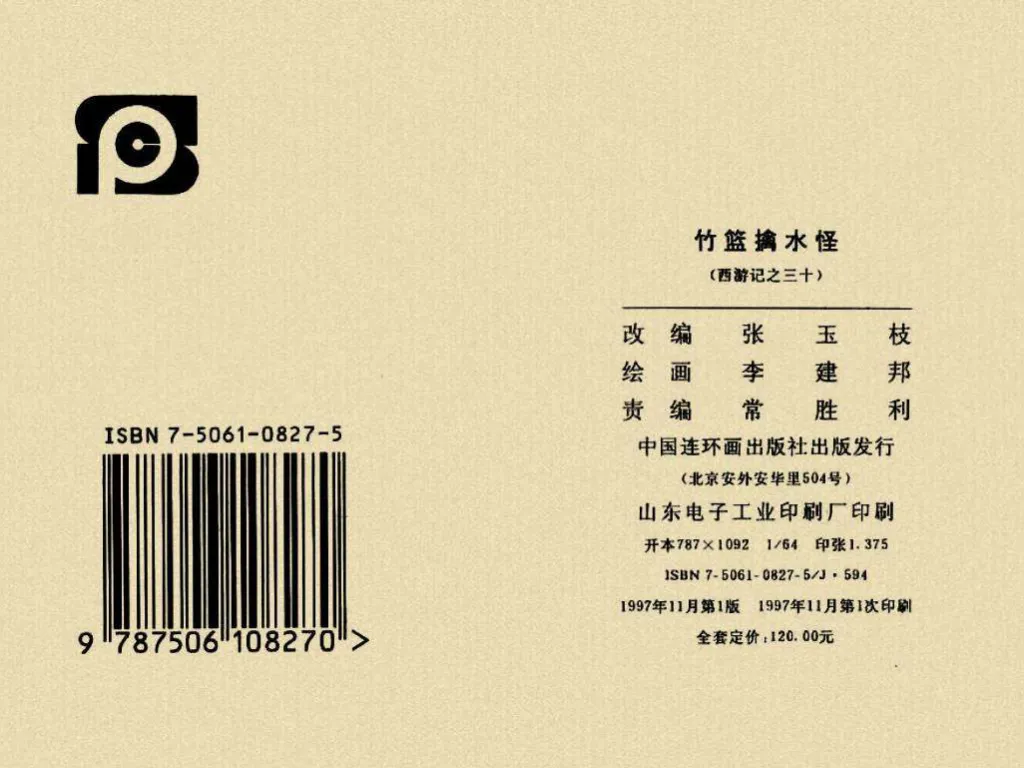 ISBN 7-5061-0827-5
9 787506 108270 >
竹篮擒水怪
(西游记之三十)
改编 张玉枝
绘画 李建邦
责编 常胜利
中国连环画出版社出版发行
(北京安外安华里504号)
山东电子工业印刷厂印刷
开本787×1092 1/64 印张1.375
ISBN 7-5061-0827-5/J·594
1997年11月第1版 1997年11月第1次印刷
全套定价:120.00元